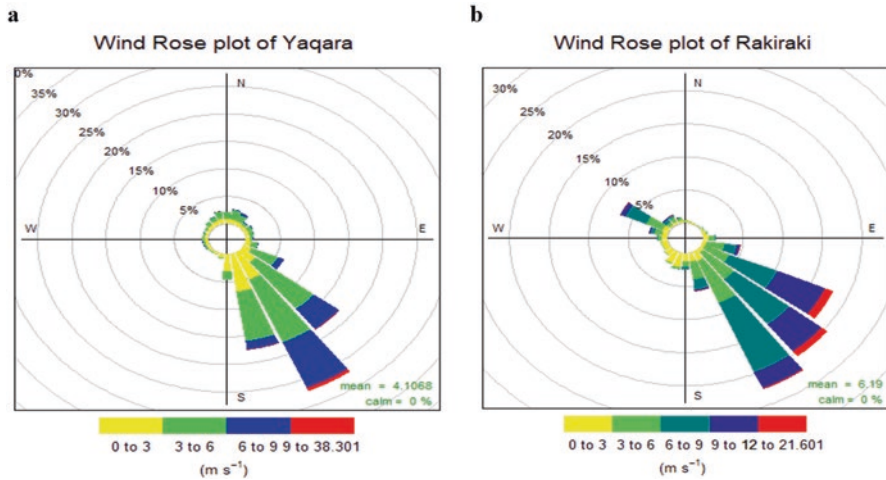 a
Wind Rose plot of Yaqara
0%
35%
30%
25%
20%
15%
10%
5%
N
W
E
S
mean = 4.1068
calm = 0 %
0 to 3 3 to 6 6 to 9 9 to 38.301
(m s⁻¹)
b
Wind Rose plot of Rakiraki
30%
25%
20%
15%
10%
5%
N
W
E
S
mean = 6.19
calm = 0 %
0 to 3 3 to 6 6 to 9 9 to 12 to 21.601
(m s⁻¹)